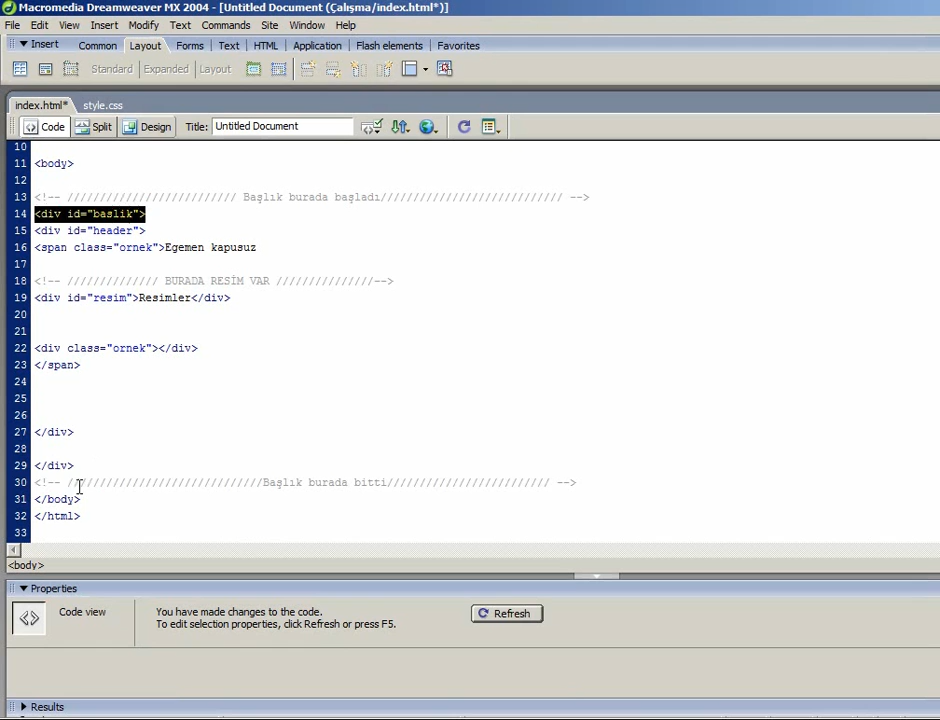 Macromedia Dreamweaver MX 2004 - [Untitled Document (Çalışma/index.html*)]
File Edit View Insert Modify Text Commands Site Window Help
Insert Common Layout Forms Text HTML Application Flash elements Favorites
Standard Expanded Layout
index.html* style.css
Code Split Design Title: Untitled Document
10
11 <body>
12
13 <!-- ////////////////////////// Başlık burada başladı//////////////////////////// -->
14 <div id="baslik">
15 <div id="header">
16 <span class="ornek">Egemen kapusuz
17
18 <!-- ////////////// BURADA RESİM VAR ///////////////-->
19 <div id="resim">Resimler</div>
20
21
22 <div class="ornek"></div>
23 </span>
24
25
26
27 </div>
28
29 </div>
30 <!-- //////////////////////////////Başlık burada bitti///////////////////////// -->
31 </body>
32 </html>
33
<body>
Properties
Code view You have made changes to the code. Refresh
To edit selection properties, click Refresh or press F5.
Results